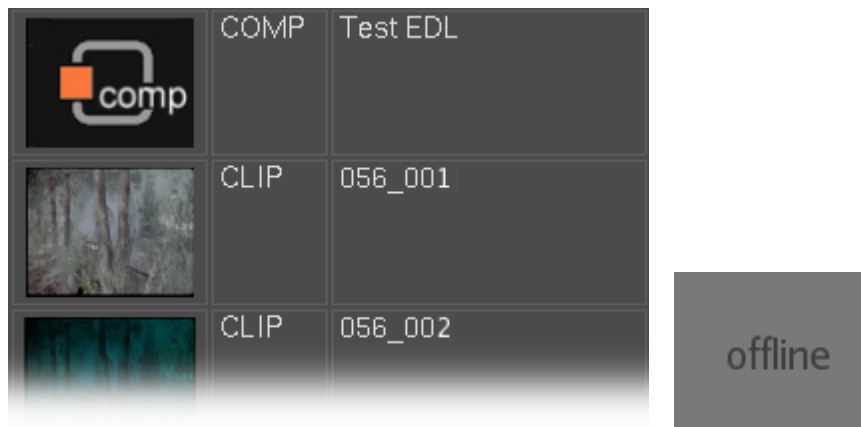 comp COMP Test EDL
CLIP 056_001
CLIP 056_002
offline